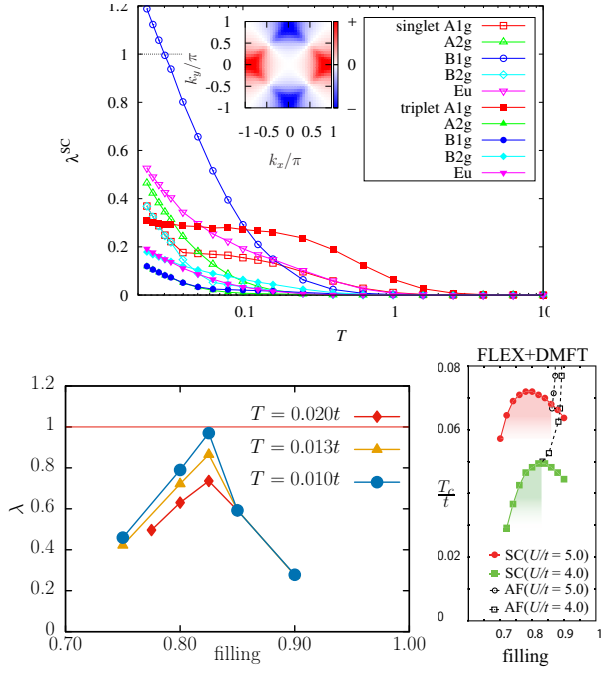 1.2
1
0.8
0.6
0.4
0.2
0
λ^SC
0.1
1
10
T
1
0.5
0
-0.5
-1
k_y/π
-1 -0.5 0 0.5 1
k_x/π
+
0
−
singlet A1g
A2g
B1g
B2g
Eu
triplet A1g
A2g
B1g
B2g
Eu
1.2
1
0.8
0.6
0.4
0.2
0
λ
T = 0.020t
T = 0.013t
T = 0.010t
0.70 0.80 0.90 1.00
filling
FLEX+DMFT
0.08
0.06
0.04
0.02
0
T_c/t
SC(U/t = 5.0)
SC(U/t = 4.0)
AF(U/t = 5.0)
AF(U/t = 4.0)
0.7 0.8 0.9 1
filling